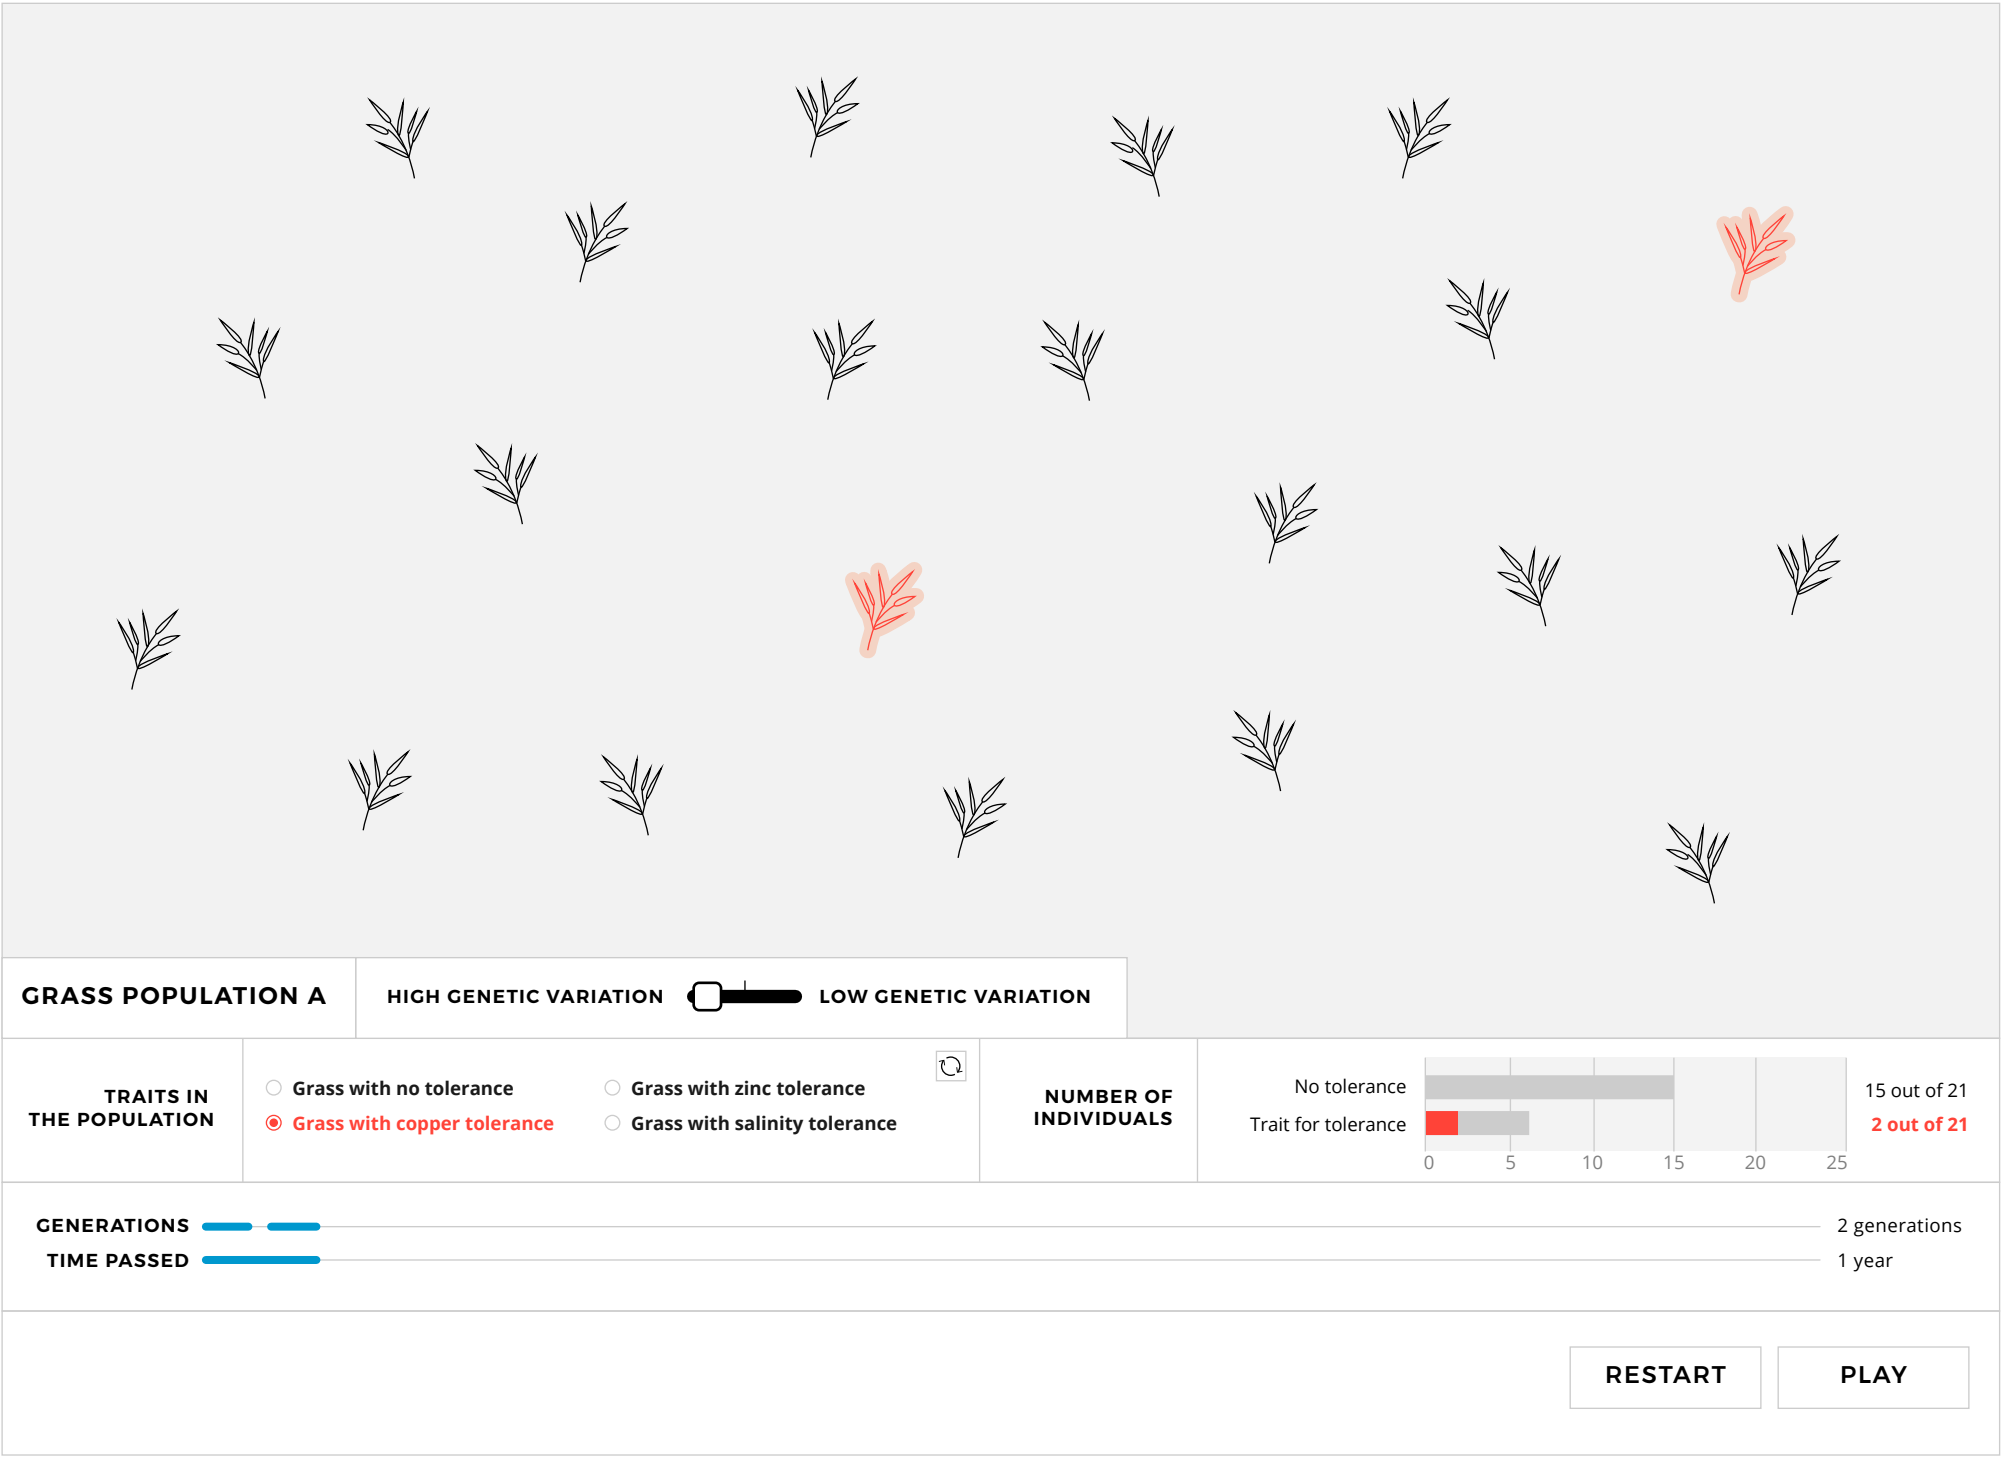 GRASS POPULATION A
HIGH GENETIC VARIATION
LOW GENETIC VARIATION
TRAITS IN
THE POPULATION
Grass with no tolerance
Grass with zinc tolerance
Grass with copper tolerance
Grass with salinity tolerance
NUMBER OF
INDIVIDUALS
No tolerance
15 out of 21
Trait for tolerance
2 out of 21
0 5 10 15 20 25
GENERATIONS
2 generations
TIME PASSED
1 year
RESTART
PLAY